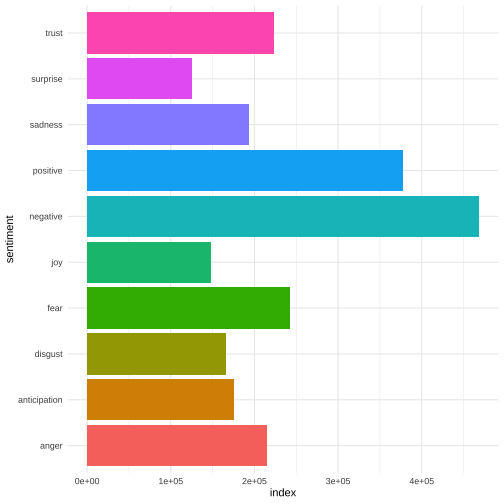 trust
surprise
sadness
positive
negative
joy
fear
disgust
anticipation
anger
sentiment
0e+00 1e+05 2e+05 3e+05 4e+05
index